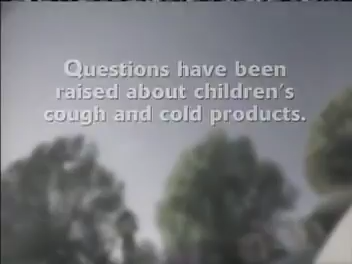 Questions have been
raised about children's
cough and cold products.